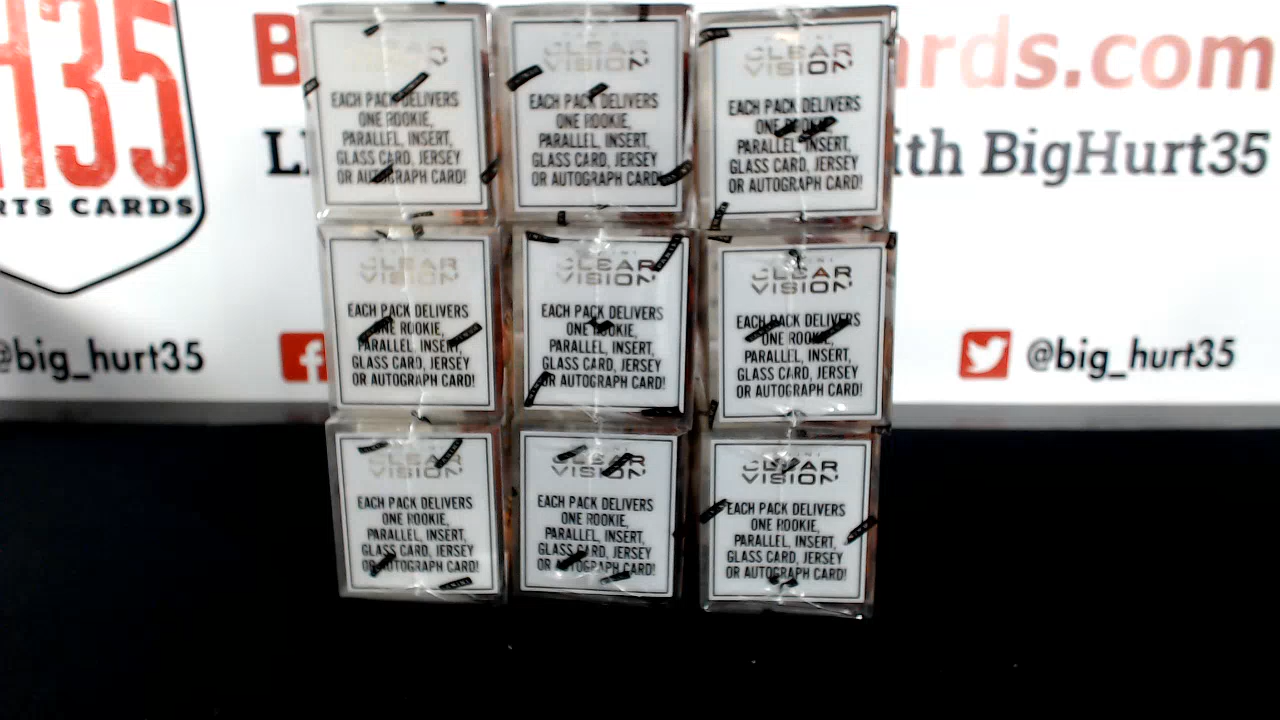 H35
RTS CARDS
B rds.com
L ith BigHurt35
@big_hurt35
f
@big_hurt35
CLEAR
VISION
EACH PACK DELIVERS
ONE ROOKIE,
PARALLEL, INSERT,
GLASS CARD, JERSEY
OR AUTOGRAPH CARD!
CLEAR
VISION
EACH PACK DELIVERS
ONE ROOKIE,
PARALLEL, INSERT,
GLASS CARD, JERSEY
OR AUTOGRAPH CARD!
CLEAR
VISION
EACH PACK DELIVERS
ONE ROOKIE,
PARALLEL, INSERT,
GLASS CARD, JERSEY
OR AUTOGRAPH CARD!
CLEAR
VISION
EACH PACK DELIVERS
ONE ROOKIE,
PARALLEL, INSERT,
GLASS CARD, JERSEY
OR AUTOGRAPH CARD!
CLEAR
VISION
EACH PACK DELIVERS
ONE ROOKIE,
PARALLEL, INSERT,
GLASS CARD, JERSEY
OR AUTOGRAPH CARD!
CLEAR
VISION
EACH PACK DELIVERS
ONE ROOKIE,
PARALLEL, INSERT,
GLASS CARD, JERSEY
OR AUTOGRAPH CARD!
CLEAR
VISION
EACH PACK DELIVERS
ONE ROOKIE,
PARALLEL, INSERT,
GLASS CARD, JERSEY
OR AUTOGRAPH CARD!
CLEAR
VISION
EACH PACK DELIVERS
ONE ROOKIE,
PARALLEL, INSERT,
GLASS CARD, JERSEY
OR AUTOGRAPH CARD!
CLEAR
VISION
EACH PACK DELIVERS
ONE ROOKIE,
PARALLEL, INSERT,
GLASS CARD, JERSEY
OR AUTOGRAPH CARD!